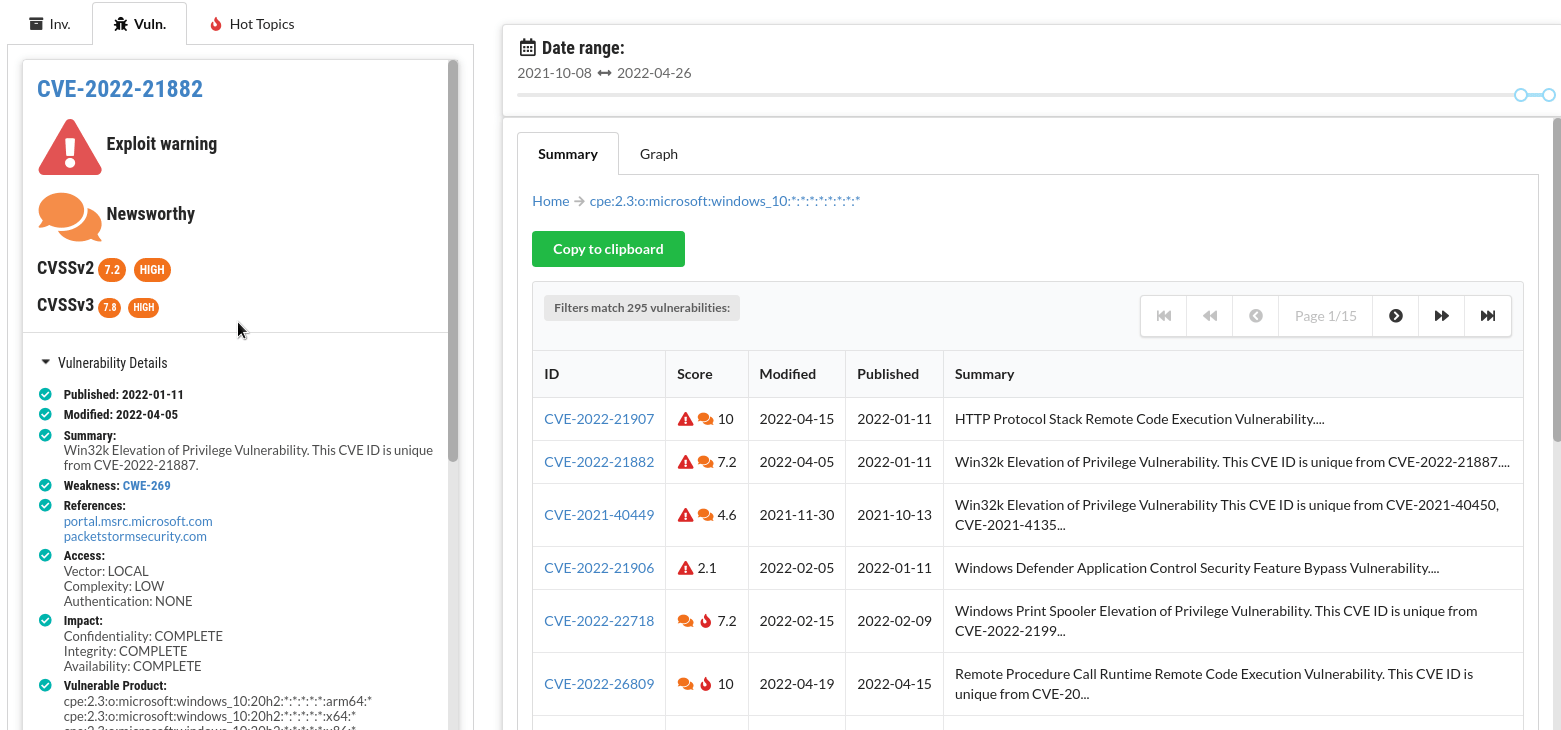 Inv.
Vuln.
Hot Topics
CVE-2022-21882
Exploit warning
Newsworthy
CVSSv2 7.2 HIGH
CVSSv3 7.8 HIGH
Vulnerability Details
Published: 2022-01-11
Modified: 2022-04-05
Summary:
Win32k Elevation of Privilege Vulnerability. This CVE ID is unique
from CVE-2022-21887.
Weakness: CWE-269
References:
portal.msrc.microsoft.com
packetstormsecurity.com
Access:
Vector: LOCAL
Complexity: LOW
Authentication: NONE
Impact:
Confidentiality: COMPLETE
Integrity: COMPLETE
Availability: COMPLETE
Vulnerable Product:
cpe:2.3:o:microsoft:windows_10:20h2:*:*:*:*:*:arm64:*
cpe:2.3:o:microsoft:windows_10:20h2:*:*:*:*:*:x64:*
Date range:
2021-10-08 ↔ 2022-04-26
Summary
Graph
Home → cpe:2.3:o:microsoft:windows_10:*:*:*:*:*:*:*:*
Copy to clipboard
Filters match 295 vulnerabilities:
Page 1/15
ID Score Modified Published Summary
CVE-2022-21907 10 2022-04-15 2022-01-11 HTTP Protocol Stack Remote Code Execution Vulnerability....
CVE-2022-21882 7.2 2022-04-05 2022-01-11 Win32k Elevation of Privilege Vulnerability. This CVE ID is unique from CVE-2022-21887....
CVE-2021-40449 4.6 2021-11-30 2021-10-13 Win32k Elevation of Privilege Vulnerability This CVE ID is unique from CVE-2021-40450,
CVE-2021-4135...
CVE-2022-21906 2.1 2022-02-05 2022-01-11 Windows Defender Application Control Security Feature Bypass Vulnerability....
CVE-2022-22718 7.2 2022-02-15 2022-02-09 Windows Print Spooler Elevation of Privilege Vulnerability. This CVE ID is unique from
CVE-2022-2199...
CVE-2022-26809 10 2022-04-19 2022-04-15 Remote Procedure Call Runtime Remote Code Execution Vulnerability. This CVE ID is
unique from CVE-20...